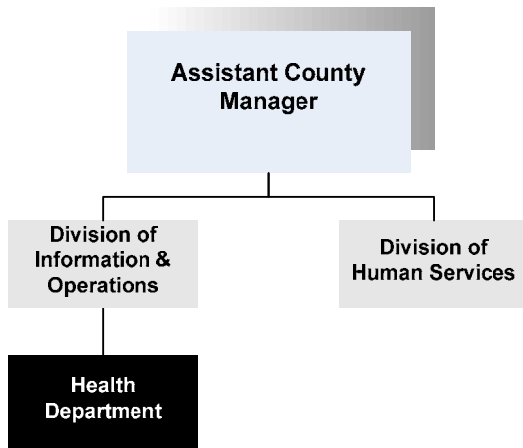 Assistant County
Manager
Division of
Information &
Operations
Division of
Human Services
Health
Department